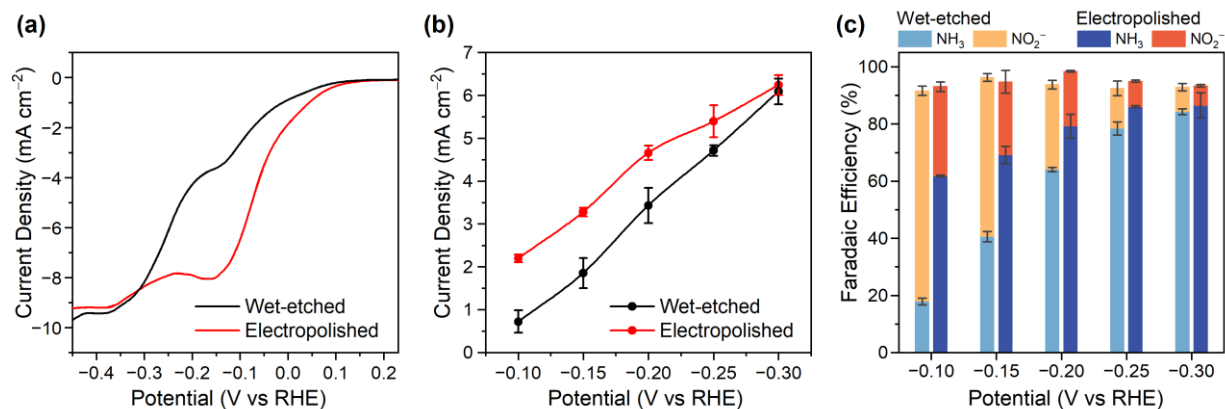 (a)
Current Density (mA cm⁻²)
0
−2
−4
−6
−8
−10
Wet-etched
Electropolished
−0.4 −0.3 −0.2 −0.1 0.0 0.1 0.2
Potential (V vs RHE)
(b)
Current Density (mA cm⁻²)
7
6
5
4
3
2
1
0
Wet-etched
Electropolished
−0.10 −0.15 −0.20 −0.25 −0.30
Potential (V vs RHE)
(c)
Wet-etched Electropolished
NH₃ NO₂⁻ NH₃ NO₂⁻
Faradaic Efficiency (%)
100
80
60
40
20
0
−0.10 −0.15 −0.20 −0.25 −0.30
Potential (V vs RHE)